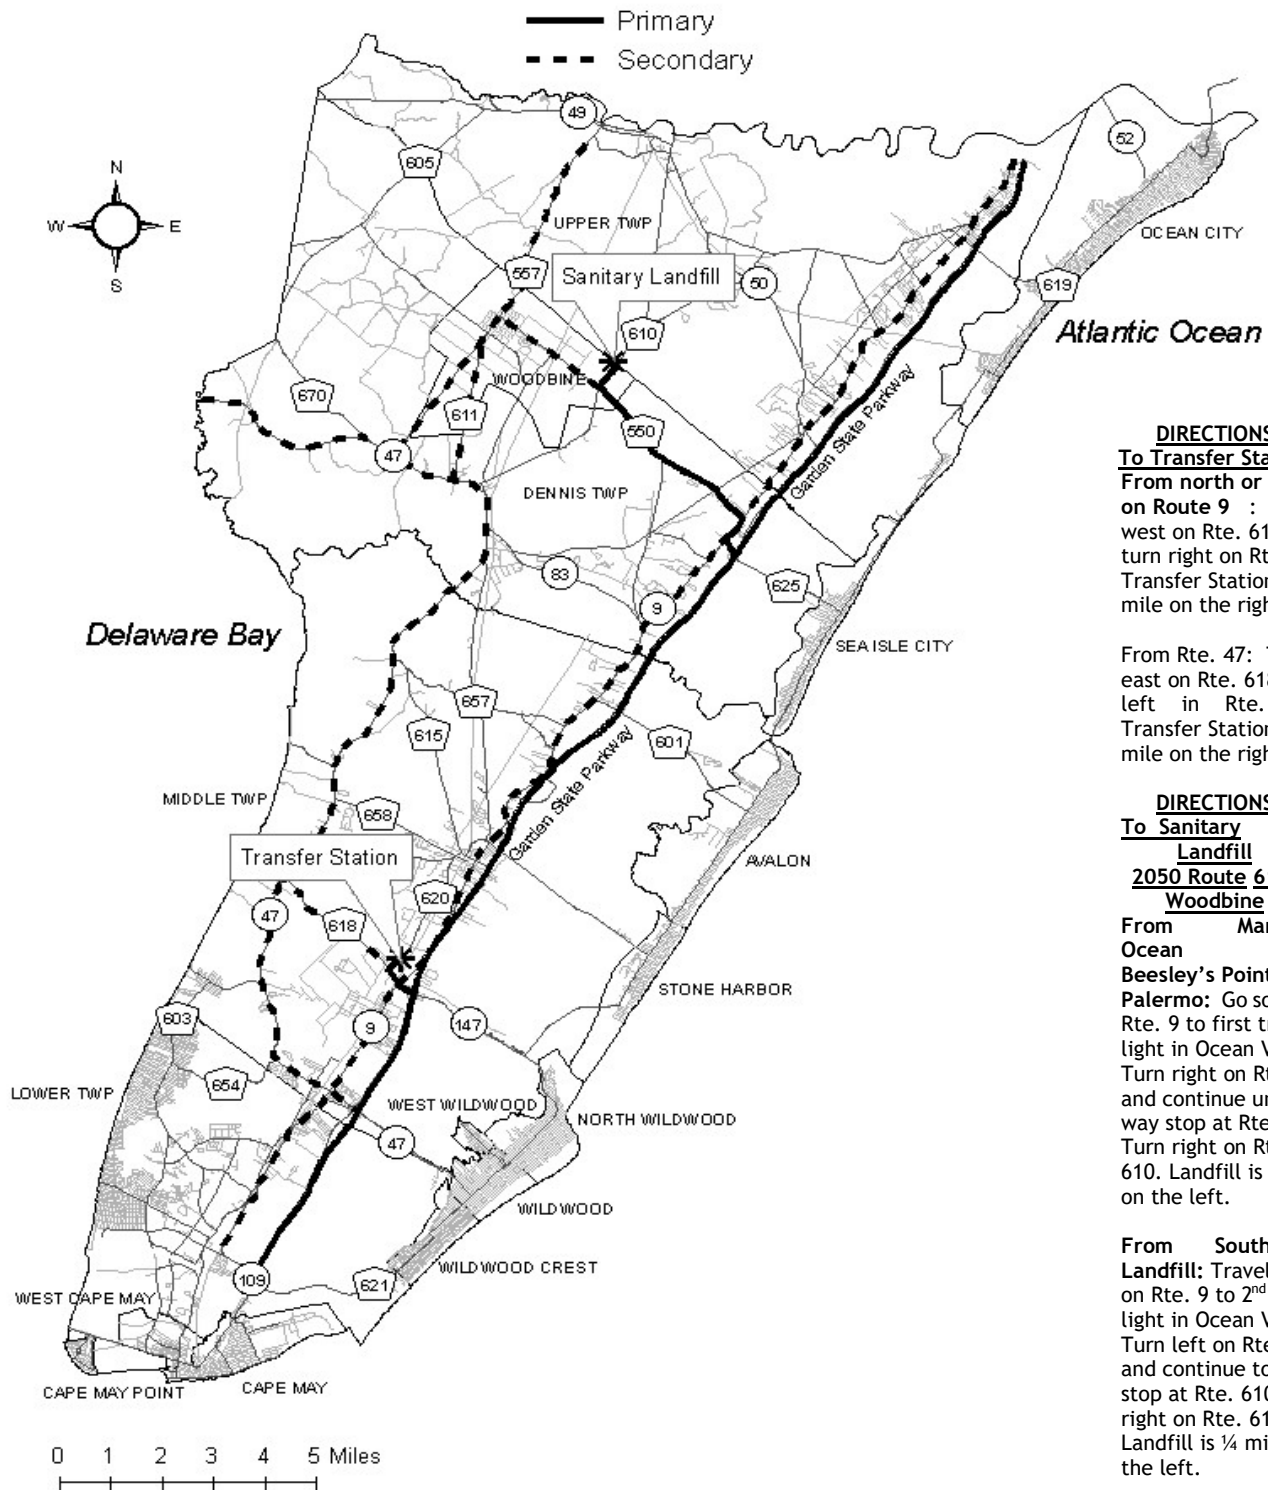 Primary
Secondary
N
W
E
S
49
52
605
UPPER TWP
OCEAN CITY
557
Sanitary Landfill
50
619
610
Atlantic Ocean
WOODBINE
670
611
550
47
Garden State Parkway
DENNIS TWP
83
625
9
Delaware Bay
SEA ISLE CITY
657
615
601
Garden State Parkway
MIDDLE TWP
658
AVALON
Transfer Station
620
47
618
STONE HARBOR
603
9
147
654
LOWER TWP
WEST WILDWOOD
NORTH WILDWOOD
47
WILDWOOD
WILDWOOD CREST
109
621
WEST CAPE MAY
CAPE MAY POINT
CAPE MAY
0 1 2 3 4 5 Miles
DIRECTIONS
To Transfer Sta
From north or
on Route 9 :
west on Rte. 61
turn right on Rt
Transfer Station
mile on the righ
From Rte. 47:
east on Rte. 618
left in Rte.
Transfer Station
mile on the righ
DIRECTIONS
To Sanitary
Landfill
2050 Route 6
Woodbine
From Mar
Ocean
Beesley's Point
Palermo: Go so
Rte. 9 to first t
light in Ocean V
Turn right on Rt
and continue u
way stop at Rte
Turn right on Rt
610. Landfill is
on the left.
From South
Landfill: Travel
on Rte. 9 to 2nd
light in Ocean V
Turn left on Rte
and continue to
stop at Rte. 610
right on Rte. 61
Landfill is ¼ mi
the left.